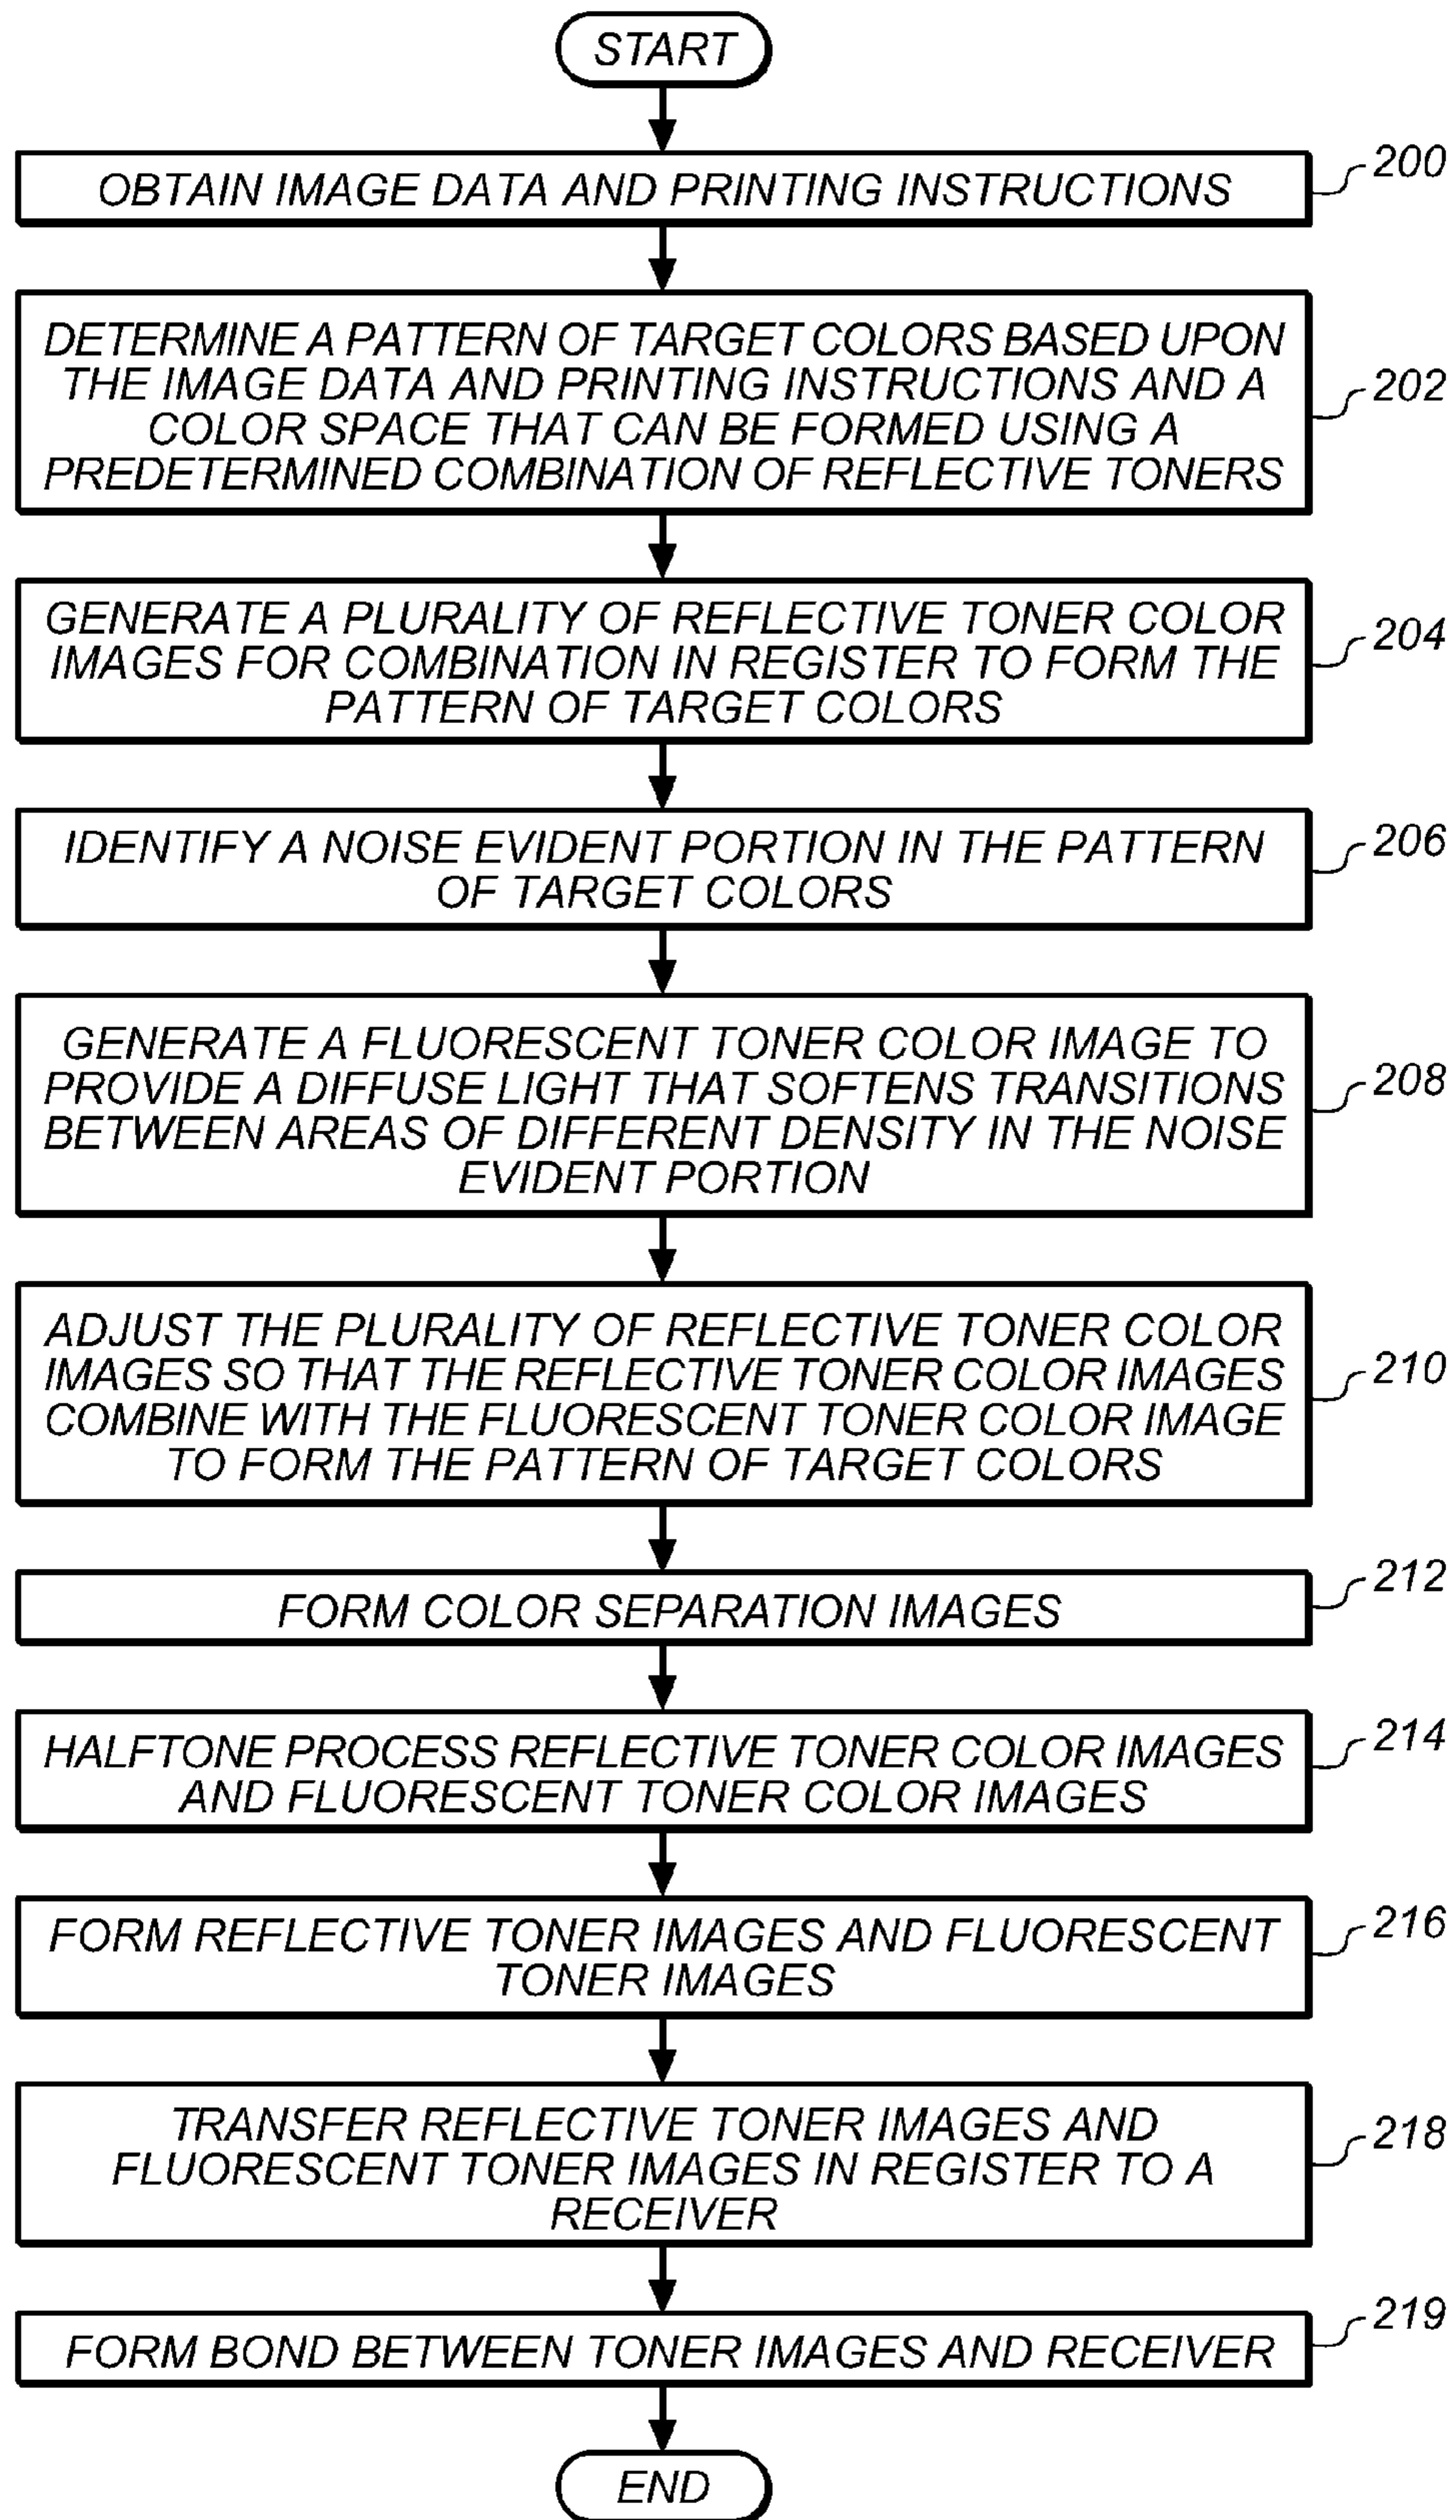 START
OBTAIN IMAGE DATA AND PRINTING INSTRUCTIONS
200
DETERMINE A PATTERN OF TARGET COLORS BASED UPON
THE IMAGE DATA AND PRINTING INSTRUCTIONS AND A
COLOR SPACE THAT CAN BE FORMED USING A
PREDETERMINED COMBINATION OF REFLECTIVE TONERS
202
GENERATE A PLURALITY OF REFLECTIVE TONER COLOR
IMAGES FOR COMBINATION IN REGISTER TO FORM THE
PATTERN OF TARGET COLORS
204
IDENTIFY A NOISE EVIDENT PORTION IN THE PATTERN
OF TARGET COLORS
206
GENERATE A FLUORESCENT TONER COLOR IMAGE TO
PROVIDE A DIFFUSE LIGHT THAT SOFTENS TRANSITIONS
BETWEEN AREAS OF DIFFERENT DENSITY IN THE NOISE
EVIDENT PORTION
208
ADJUST THE PLURALITY OF REFLECTIVE TONER COLOR
IMAGES SO THAT THE REFLECTIVE TONER COLOR IMAGES
COMBINE WITH THE FLUORESCENT TONER COLOR IMAGE
TO FORM THE PATTERN OF TARGET COLORS
210
FORM COLOR SEPARATION IMAGES
212
HALFTONE PROCESS REFLECTIVE TONER COLOR IMAGES
AND FLUORESCENT TONER COLOR IMAGES
214
FORM REFLECTIVE TONER IMAGES AND FLUORESCENT
TONER IMAGES
216
TRANSFER REFLECTIVE TONER IMAGES AND
FLUORESCENT TONER IMAGES IN REGISTER TO A
RECEIVER
218
FORM BOND BETWEEN TONER IMAGES AND RECEIVER
219
END